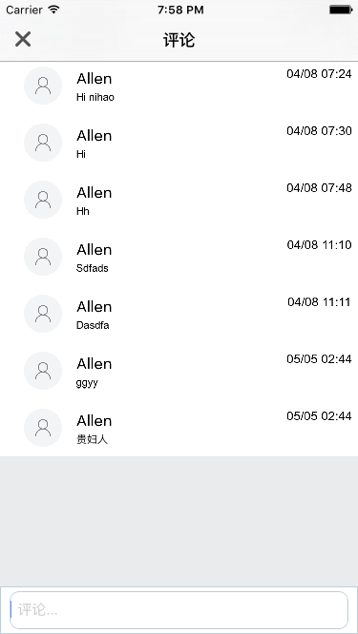 Carrier 7:58 PM
评论
Allen 04/08 07:24
Hi nihao
Allen 04/08 07:30
Hi
Allen 04/08 07:48
Hh
Allen 04/08 11:10
Sdfads
Allen 04/08 11:11
Dasdfa
Allen 05/05 02:44
ggyy
Allen 05/05 02:44
贵妇人
评论...